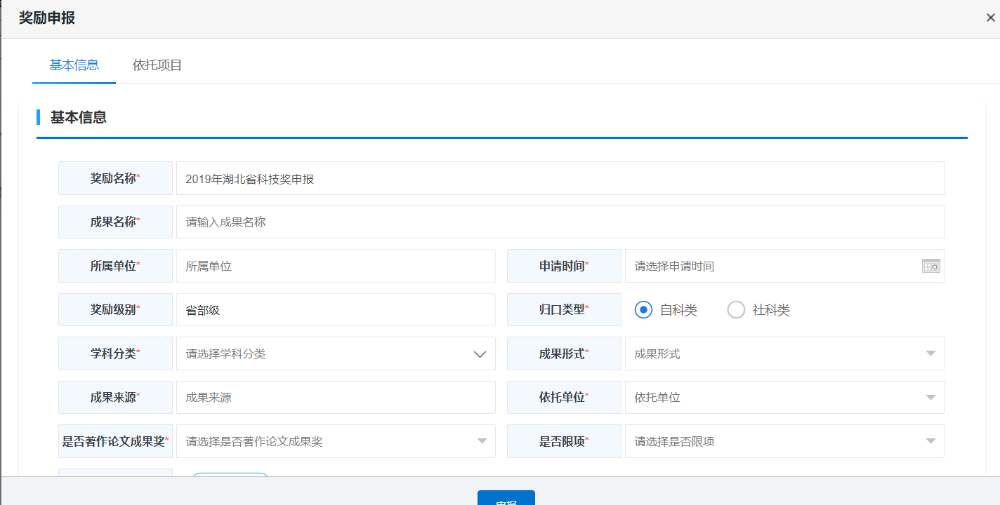 奖励申报
基本信息 依托项目
基本信息
奖励名称* 2019年湖北省科技奖申报
成果名称* 请输入成果名称
所属单位* 所属单位 申请时间* 请选择申请时间
奖励级别* 省部级 归口类型* 自科类 社科类
学科分类* 请选择学科分类 成果形式* 成果形式
成果来源* 成果来源 依托单位* 依托单位
是否著作论文成果奖* 请选择是否著作论文成果奖 是否限项* 请选择是否限项
申报